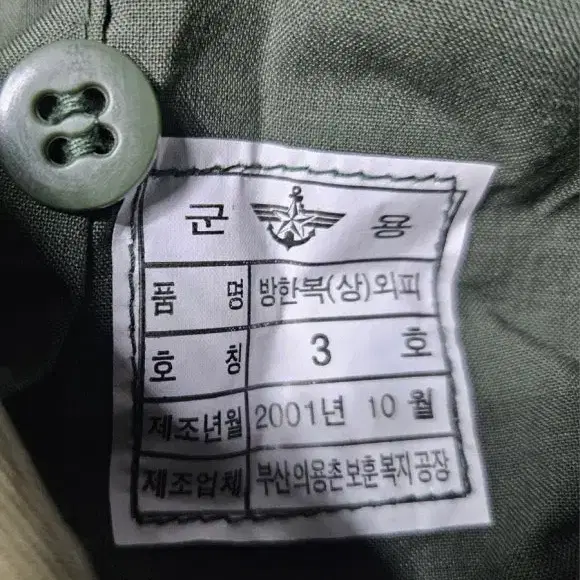 군 용
품 명 방한복(상)외피
호 칭 3 호
제조년월 2001년 10 월
제조업체 부산의용촌보훈복지공장